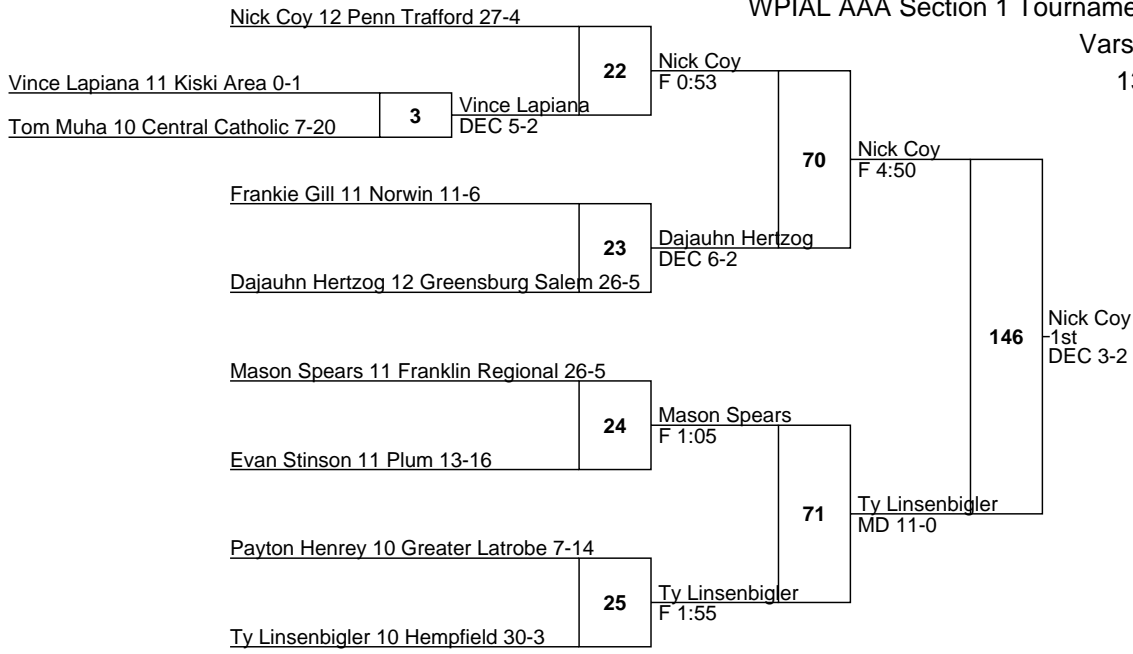 WPIAL AAA Section 1 Tourname
Vars
Nick Coy 12 Penn Trafford 27-4
22
Nick Coy
F 0:53
Vince Lapiana 11 Kiski Area 0-1
3
Vince Lapiana
DEC 5-2
Tom Muha 10 Central Catholic 7-20
70
Nick Coy
F 4:50
Frankie Gill 11 Norwin 11-6
23
Dajauhn Hertzog
DEC 6-2
Dajauhn Hertzog 12 Greensburg Salem 26-5
146
Nick Coy
1st
DEC 3-2
Mason Spears 11 Franklin Regional 26-5
24
Mason Spears
F 1:05
Evan Stinson 11 Plum 13-16
71
Ty Linsenbigler
MD 11-0
Payton Henrey 10 Greater Latrobe 7-14
25
Ty Linsenbigler
F 1:55
Ty Linsenbigler 10 Hempfield 30-3